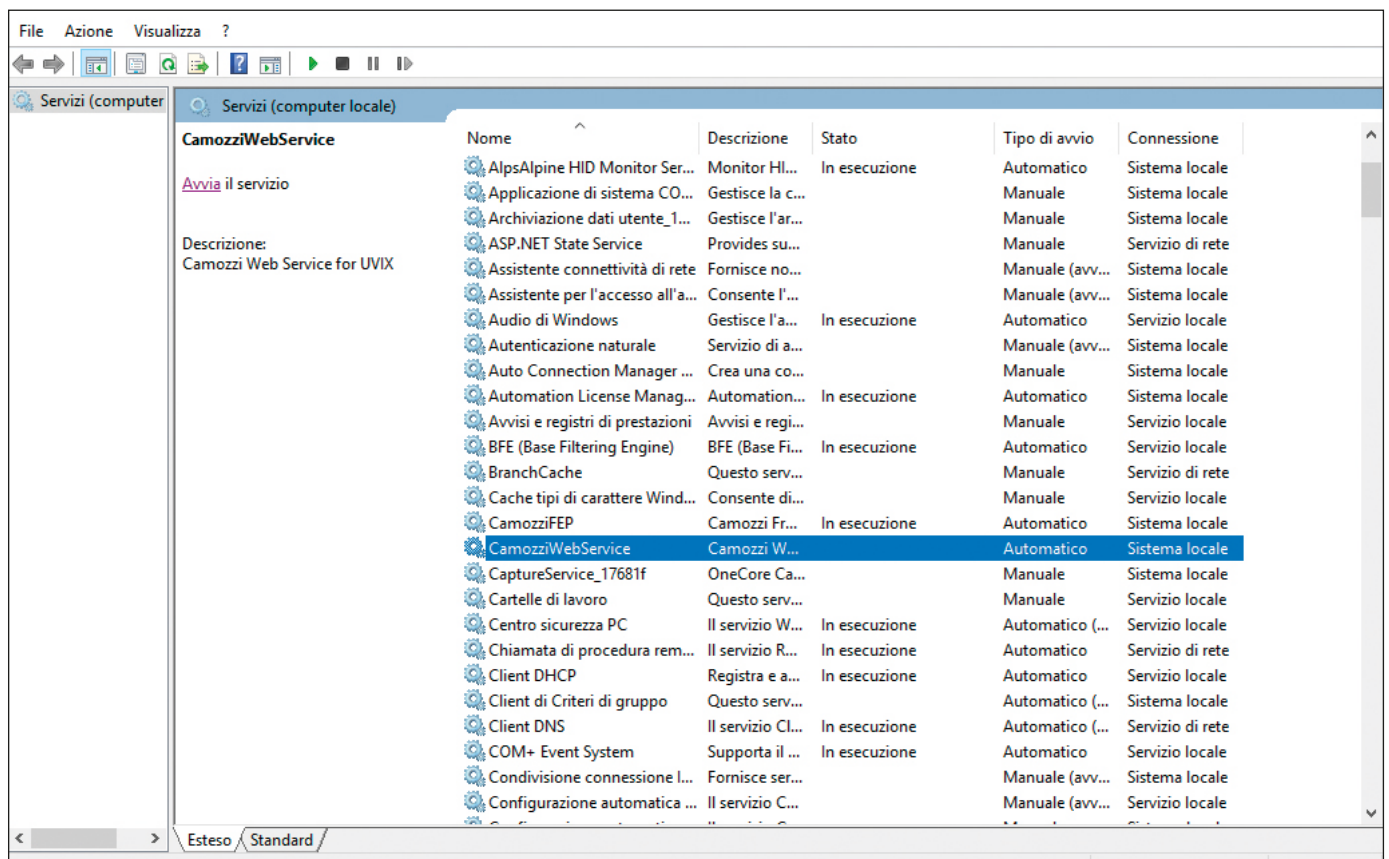 File Azione Visualizza ?
Servizi (computer
Servizi (computer locale)
CamozziWebService
Avvia il servizio
Descrizione:
Camozzi Web Service for UVIX
Nome Descrizione Stato Tipo di avvio Connessione
AlpsAlpine HID Monitor Ser... Monitor HI... In esecuzione Automatico Sistema locale
Applicazione di sistema CO... Gestisce la c... Manuale Sistema locale
Archiviazione dati utente_1... Gestisce l'ar... Manuale Sistema locale
ASP.NET State Service Provides su... Manuale Servizio di rete
Assistente connettività di rete Fornisce no... Manuale (avv... Sistema locale
Assistente per l'accesso all'a... Consente l'... Manuale (avv... Sistema locale
Audio di Windows Gestisce l'a... In esecuzione Automatico Servizio locale
Autenticazione naturale Servizio di a... Manuale (avv... Sistema locale
Auto Connection Manager ... Crea una co... Manuale Sistema locale
Automation License Manag... Automation... In esecuzione Automatico Sistema locale
Avvisi e registri di prestazioni Avvisi e regi... Manuale Servizio locale
BFE (Base Filtering Engine) BFE (Base Fi... In esecuzione Automatico Servizio locale
BranchCache Questo serv... Manuale Servizio di rete
Cache tipi di carattere Wind... Consente di... Manuale Servizio locale
CamozziFEP Camozzi Fr... In esecuzione Automatico Sistema locale
CamozziWebService Camozzi W... Automatico Sistema locale
CaptureService_17681f OneCore Ca... Manuale Sistema locale
Cartelle di lavoro Questo serv... Manuale Servizio locale
Centro sicurezza PC Il servizio W... In esecuzione Automatico (... Servizio locale
Chiamata di procedura rem... Il servizio R... In esecuzione Automatico Servizio di rete
Client DHCP Registra e a... In esecuzione Automatico Servizio locale
Client di Criteri di gruppo Questo serv... Automatico (... Sistema locale
Client DNS Il servizio Cl... In esecuzione Automatico (... Servizio di rete
COM+ Event System Supporta il ... In esecuzione Automatico Servizio locale
Condivisione connessione I... Fornisce ser... Manuale (avv... Sistema locale
Configurazione automatica ... Il servizio C... Manuale (avv... Servizio locale
Esteso Standard